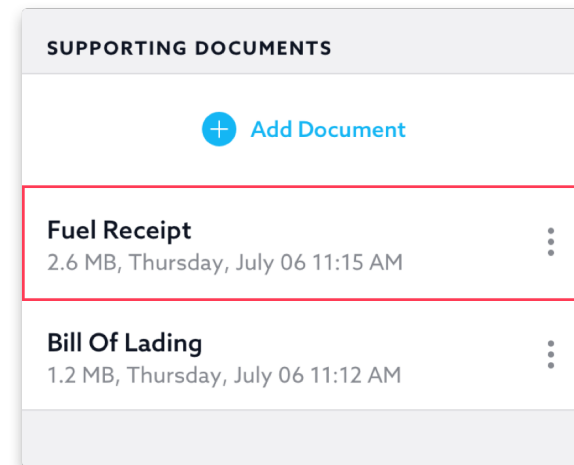 SUPPORTING DOCUMENTS
Add Document
Fuel Receipt
2.6 MB, Thursday, July 06 11:15 AM
Bill Of Lading
1.2 MB, Thursday, July 06 11:12 AM